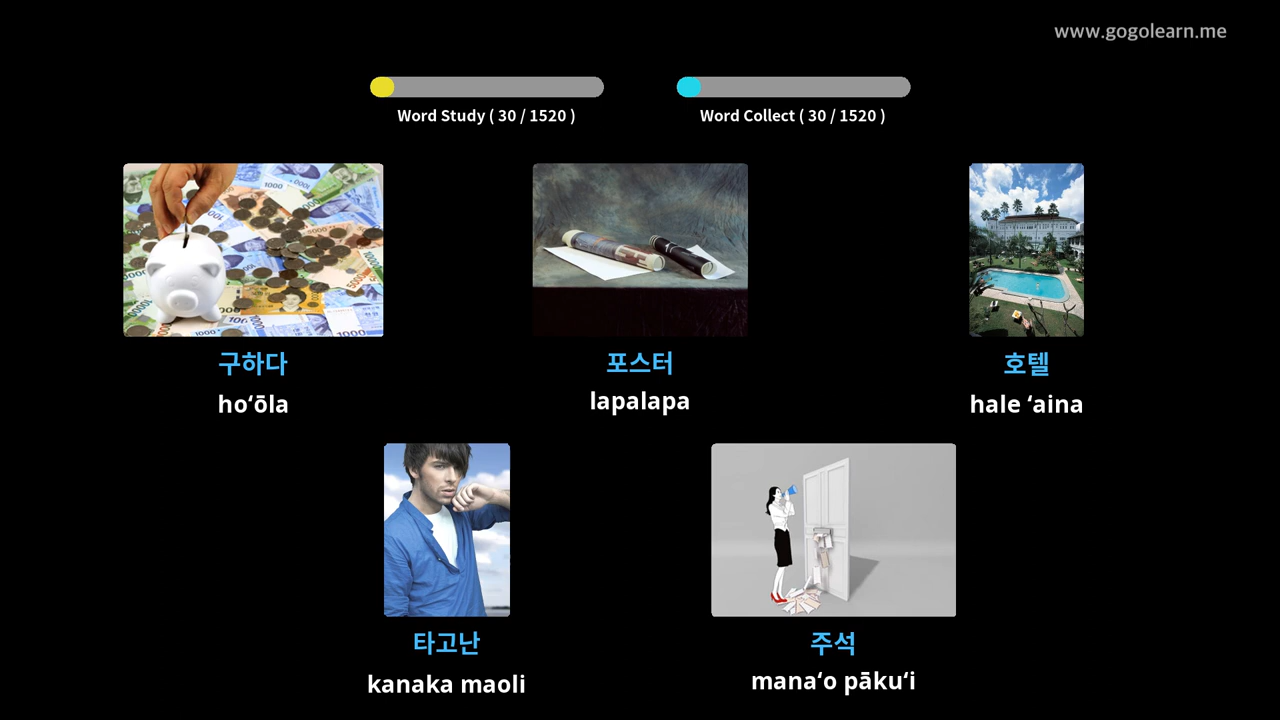 www.gogolearn.me
Word Study ( 30 / 1520 )
Word Collect ( 30 / 1520 )
구하다
hoʻōla
포스터
lapalapa
호텔
hale ʻaina
타고난
kanaka maoli
주석
manaʻo pākuʻi